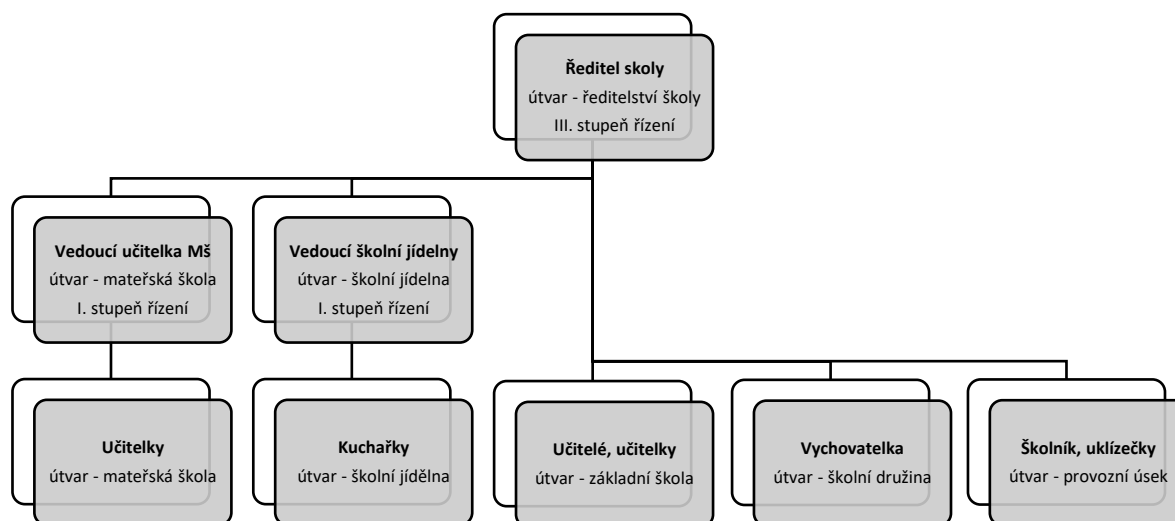 Ředitel skoly
útvar - ředitelství školy
III. stupeň řízení
Vedoucí učitelka Mš
útvar - mateřská škola
I. stupeň řízení
Vedoucí školní jídelny
útvar - školní jídelna
I. stupeň řízení
Učitelky
útvar - mateřská škola
Kuchařky
útvar - školní jídělna
Učitelé, učitelky
útvar - základní škola
Vychovatelka
útvar - školní družina
Školník, uklízečky
útvar - provozní úsek